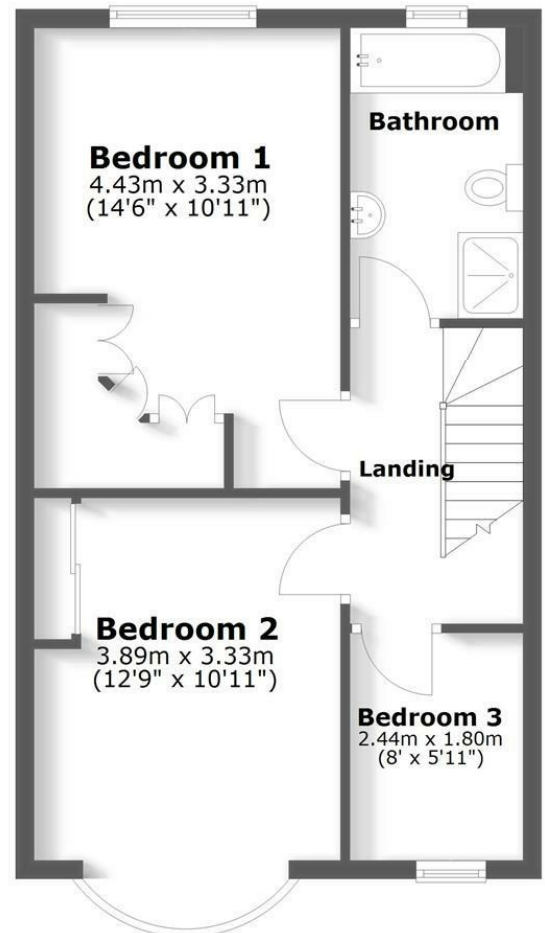 Bedroom 1
4.43m x 3.33m
(14'6" x 10'11")
Bathroom
Landing
Bedroom 2
3.89m x 3.33m
(12'9" x 10'11")
Bedroom 3
2.44m x 1.80m
(8' x 5'11")